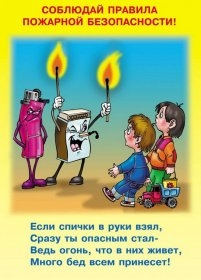 СОБЛЮДАЙ ПРАВИЛА
ПОЖАРНОЙ БЕЗОПАСНОСТИ!
Если спички в руки взял,
Сразу ты опасным стал-
Ведь огонь, что в них живет,
Много бед всем принесет!